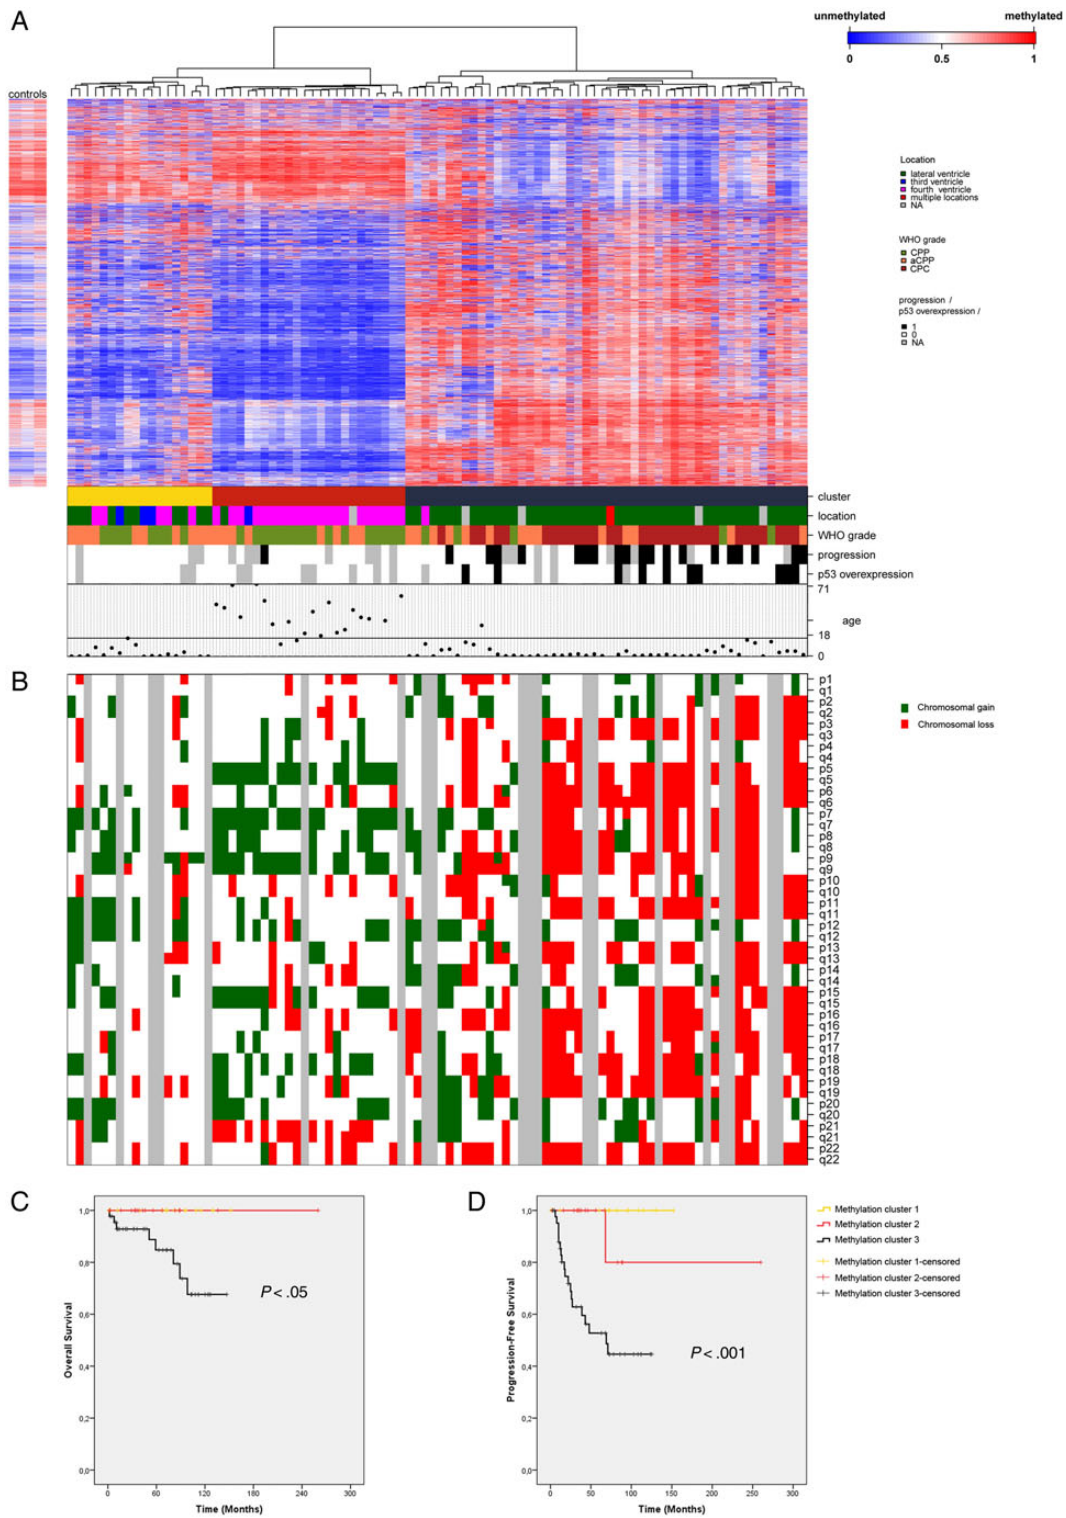 A
unmethylated
methylated
0
0.5
1
controls
Location
lateral ventricle
third ventricle
fourth ventricle
multiple locations
NA
WHO grade
CPP
aCPP
CPC
progression /
p53 overexpression /
1
0
NA
cluster
location
WHO grade
progression
p53 overexpression
71
age
18
0
B
p1
q1
p2
q2
p3
q3
p4
q4
p5
q5
p6
q6
p7
q7
p8
q8
p9
q9
p10
q10
p11
q11
p12
q12
p13
q13
p14
q14
p15
q15
p16
q16
p17
q17
p18
q18
p19
q19
p20
q20
p21
q21
p22
q22
Chromosomal gain
Chromosomal loss
C
Overall Survival
1,0
0,8
0,6
0,4
0,2
0,0
P < .05
0
60
120
180
240
300
Time (Months)
D
Progression-Free Survival
1,0
0,8
0,6
0,4
0,2
0,0
P < .001
0
50
100
150
200
250
300
Time (Months)
Methylation cluster 1
Methylation cluster 2
Methylation cluster 3
Methylation cluster 1-censored
Methylation cluster 2-censored
Methylation cluster 3-censored